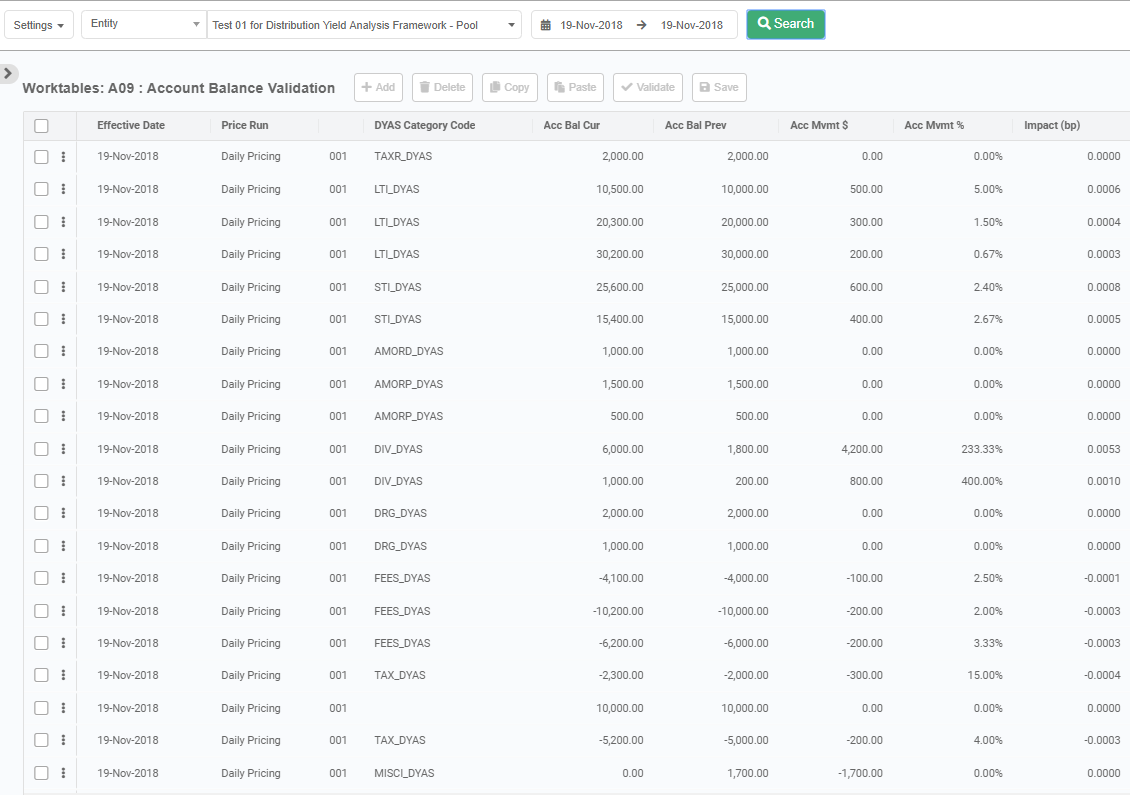 Settings Entity Test 01 for Distribution Yield Analysis Framework - Pool 19-Nov-2018 → 19-Nov-2018 Search
Worktables: A09 : Account Balance Validation + Add Delete Copy Paste Validate Save
Effective Date Price Run DYAS Category Code Acc Bal Cur Acc Bal Prev Acc Mvmt $ Acc Mvmt % Impact (bp)
19-Nov-2018 Daily Pricing 001 TAXR_DYAS 2,000.00 2,000.00 0.00 0.00% 0.0000
19-Nov-2018 Daily Pricing 001 LTI_DYAS 10,500.00 10,000.00 500.00 5.00% 0.0006
19-Nov-2018 Daily Pricing 001 LTI_DYAS 20,300.00 20,000.00 300.00 1.50% 0.0004
19-Nov-2018 Daily Pricing 001 LTI_DYAS 30,200.00 30,000.00 200.00 0.67% 0.0003
19-Nov-2018 Daily Pricing 001 STI_DYAS 25,600.00 25,000.00 600.00 2.40% 0.0008
19-Nov-2018 Daily Pricing 001 STI_DYAS 15,400.00 15,000.00 400.00 2.67% 0.0005
19-Nov-2018 Daily Pricing 001 AMORD_DYAS 1,000.00 1,000.00 0.00 0.00% 0.0000
19-Nov-2018 Daily Pricing 001 AMORP_DYAS 1,500.00 1,500.00 0.00 0.00% 0.0000
19-Nov-2018 Daily Pricing 001 AMORP_DYAS 500.00 500.00 0.00 0.00% 0.0000
19-Nov-2018 Daily Pricing 001 DIV_DYAS 6,000.00 1,800.00 4,200.00 233.33% 0.0053
19-Nov-2018 Daily Pricing 001 DIV_DYAS 1,000.00 200.00 800.00 400.00% 0.0010
19-Nov-2018 Daily Pricing 001 DRG_DYAS 2,000.00 2,000.00 0.00 0.00% 0.0000
19-Nov-2018 Daily Pricing 001 DRG_DYAS 1,000.00 1,000.00 0.00 0.00% 0.0000
19-Nov-2018 Daily Pricing 001 FEES_DYAS -4,100.00 -4,000.00 -100.00 2.50% -0.0001
19-Nov-2018 Daily Pricing 001 FEES_DYAS -10,200.00 -10,000.00 -200.00 2.00% -0.0003
19-Nov-2018 Daily Pricing 001 FEES_DYAS -6,200.00 -6,000.00 -200.00 3.33% -0.0003
19-Nov-2018 Daily Pricing 001 TAX_DYAS -2,300.00 -2,000.00 -300.00 15.00% -0.0004
19-Nov-2018 Daily Pricing 001 10,000.00 10,000.00 0.00 0.00% 0.0000
19-Nov-2018 Daily Pricing 001 TAX_DYAS -5,200.00 -5,000.00 -200.00 4.00% -0.0003
19-Nov-2018 Daily Pricing 001 MISCI_DYAS 0.00 1,700.00 -1,700.00 0.00% 0.0000